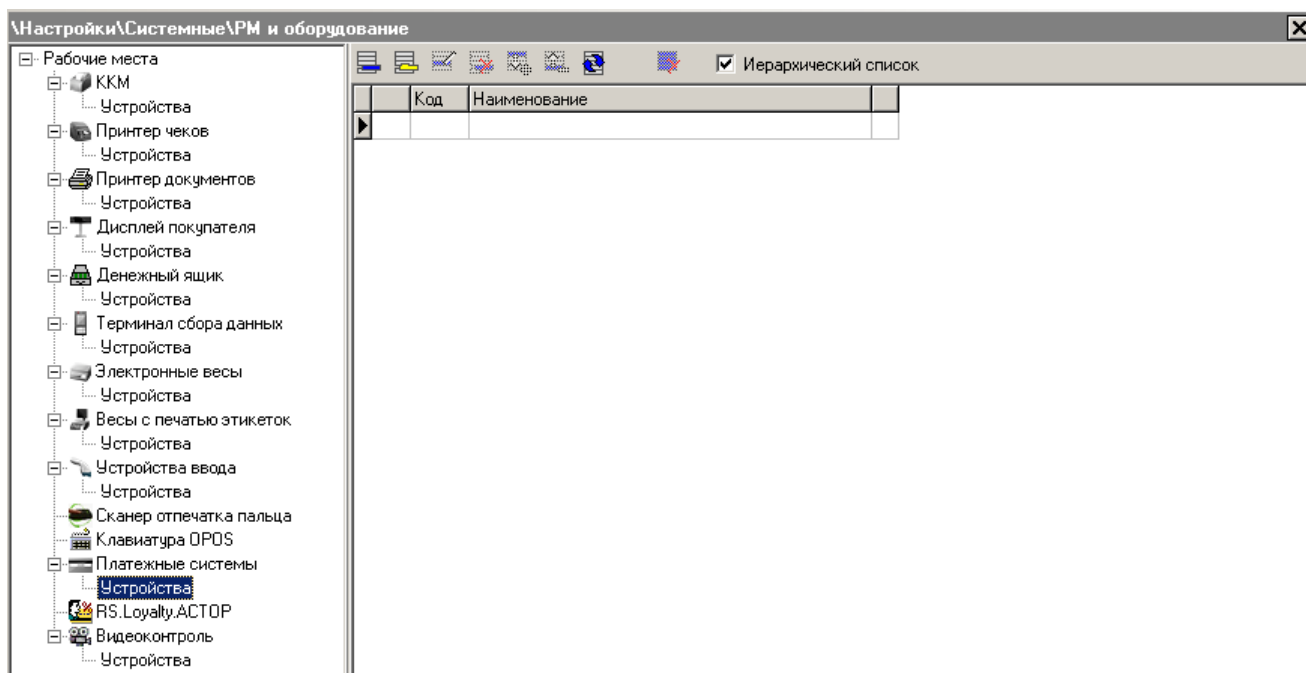 \Настройки\Системные\РМ и оборудование
Рабочие места
ККМ
Устройства
Принтер чеков
Устройства
Принтер документов
Устройства
Дисплей покупателя
Устройства
Денежный ящик
Устройства
Терминал сбора данных
Устройства
Электронные весы
Устройства
Весы с печатью этикеток
Устройства
Устройства ввода
Устройства
Сканер отпечатка пальца
Клавиатура OPOS
Платежные системы
Устройства
RS.Loyalty.АСТОР
Видеоконтроль
Устройства
Иерархический список
Код Наименование